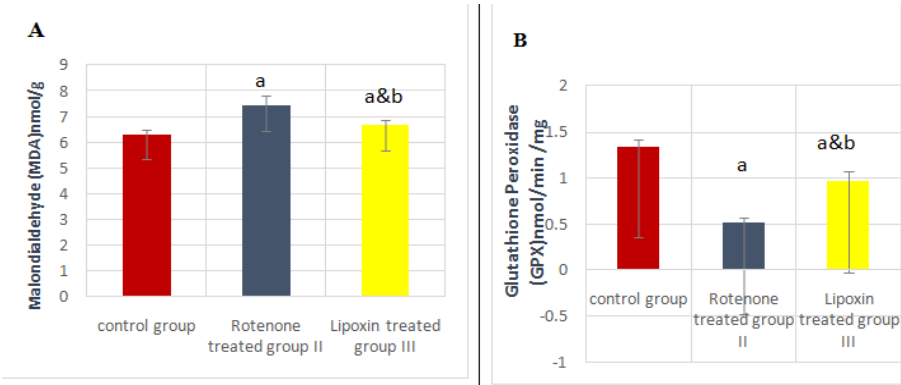 A
Malondialdehyde (MDA)nmol/g
9
8
7
6
5
4
3
2
1
0
a
a&b
control group
Rotenone
treated group II
Lipoxin treated
group III
B
Glutathione Peroxidase
(GPX)nmol/min /mg
2
1.5
1
0.5
0
-0.5
-1
a
a&b
control group
Rotenone
treated group
II
Lipoxin
treated group
III